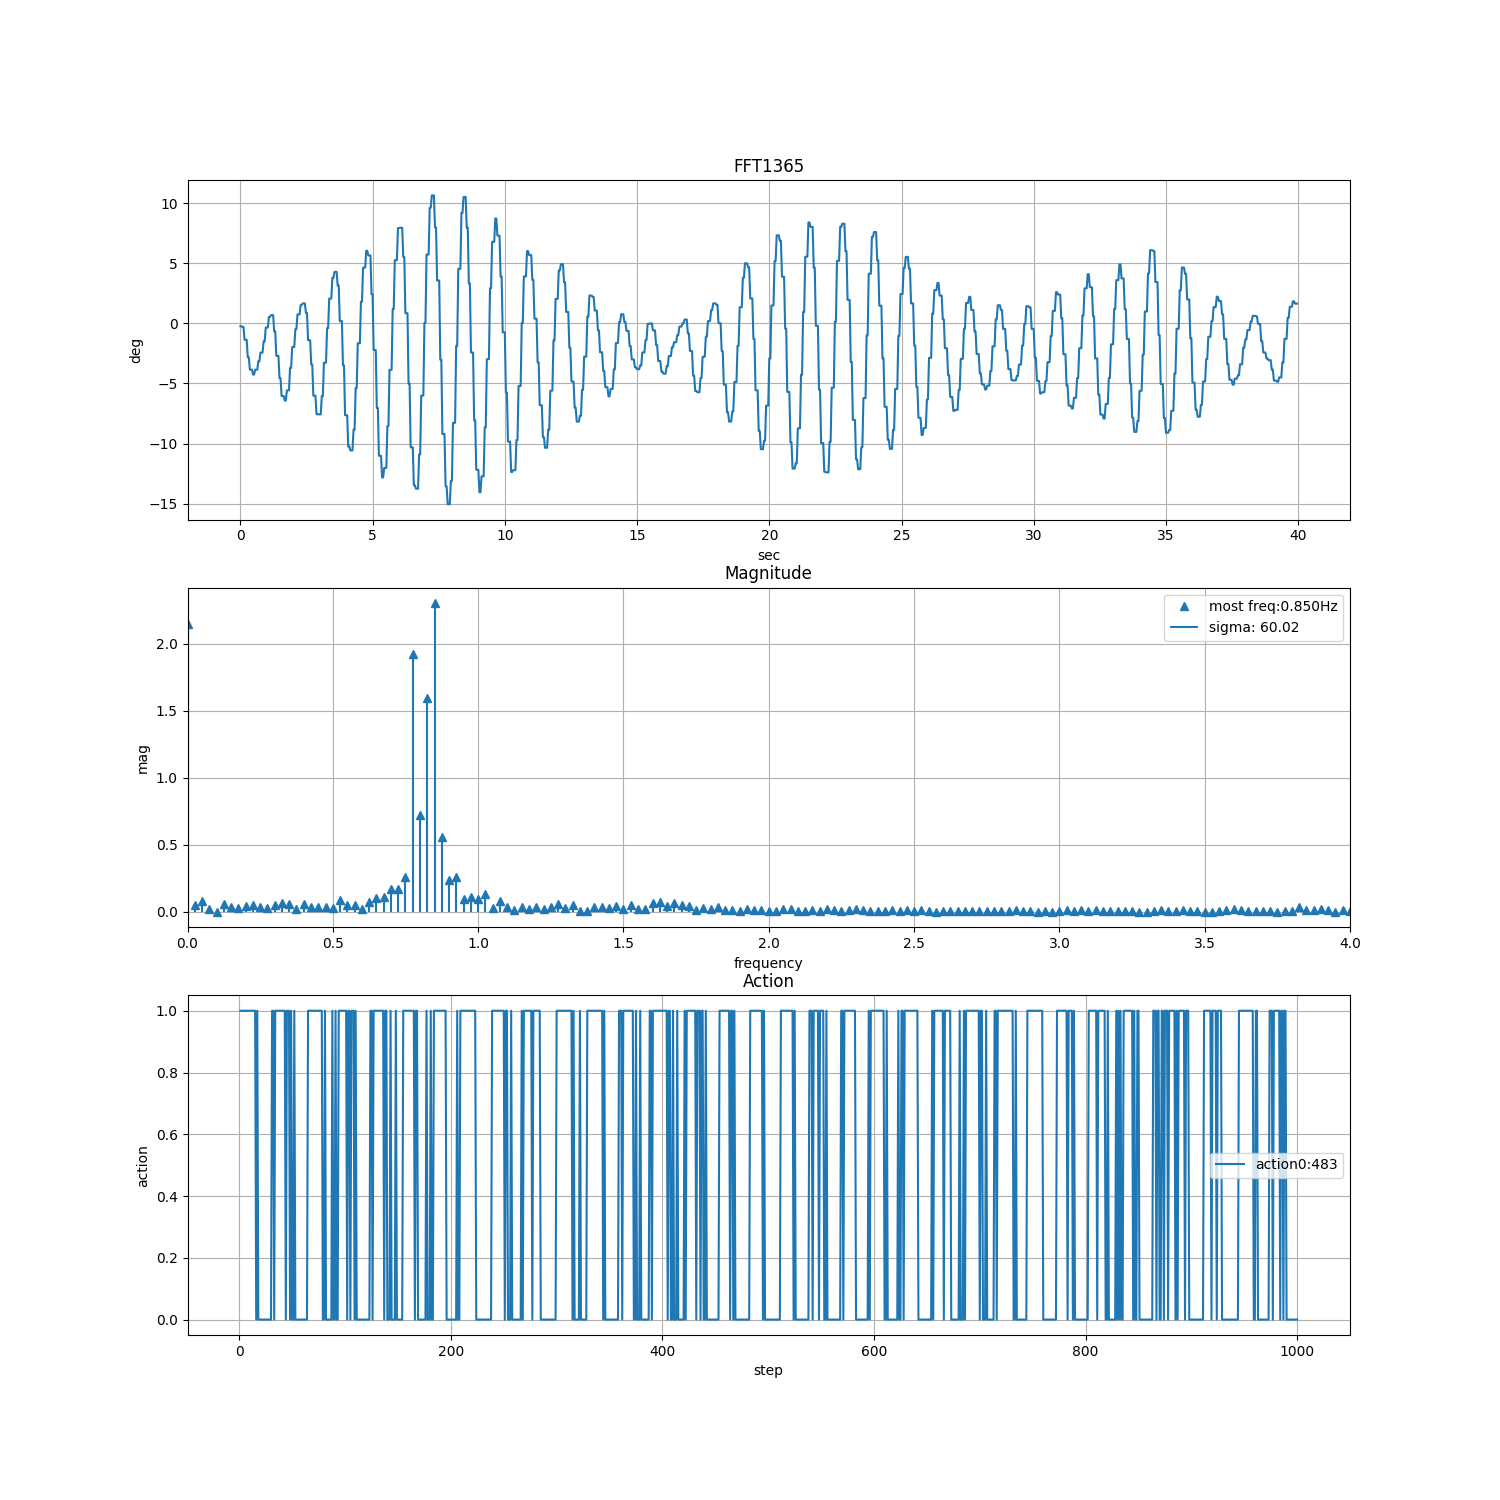 FFT1365
10
5
0
−5
−10
−15
deg
0 5 10 15 20 25 30 35 40
sec
Magnitude
most freq:0.850Hz
sigma: 60.02
2.0
1.5
1.0
0.5
0.0
mag
0.0 0.5 1.0 1.5 2.0 2.5 3.0 3.5 4.0
frequency
Action
1.0
0.8
0.6
0.4
0.2
0.0
action
action0:483
0 200 400 600 800 1000
step